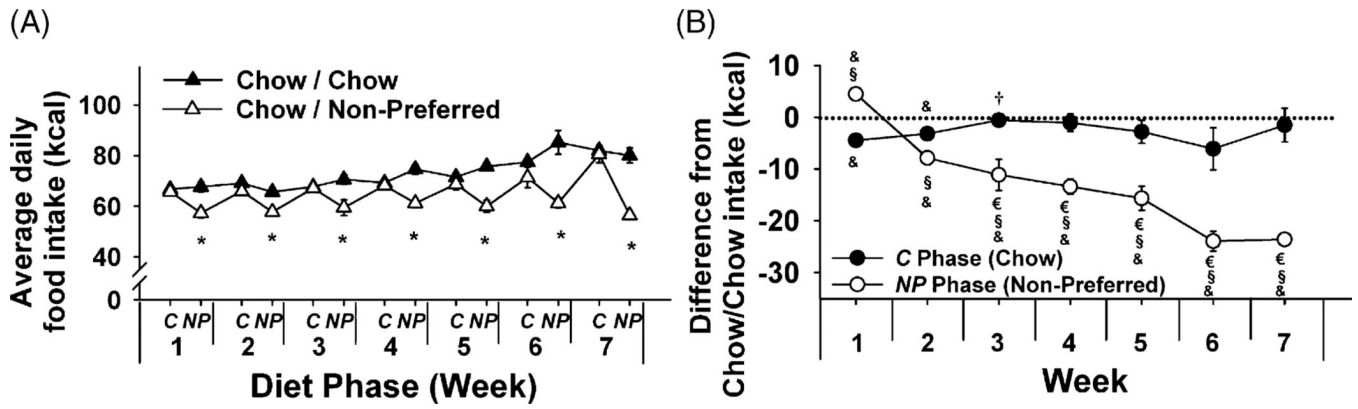 (A)
Chow / Chow
Chow / Non-Preferred
Average daily
food intake (kcal)
100
80
60
40
0
* * * * * * *
C NP C NP C NP C NP C NP C NP C NP
1 2 3 4 5 6 7
Diet Phase (Week)
(B)
Difference from
Chow/Chow intake (kcal)
10
0
-10
-20
-30
&
§
&
&
†
&
§
&
€
§
&
€
§
&
€
§
&
€
§
&
€
§
&
C Phase (Chow)
NP Phase (Non-Preferred)
1 2 3 4 5 6 7
Week